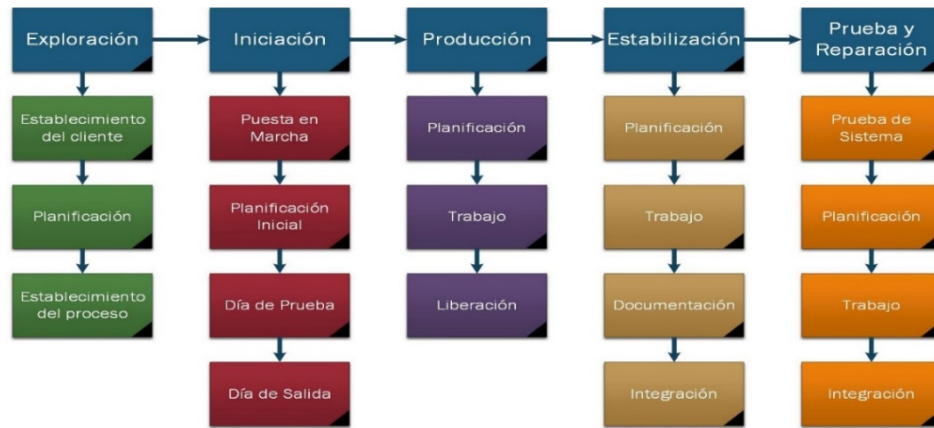 Exploración
Iniciación
Producción
Estabilización
Prueba y
Reparación
Establecimiento
del cliente
Planificación
Establecimiento
del proceso
Puesta en
Marcha
Planificación
Inicial
Día de Prueba
Día de Salida
Planificación
Trabajo
Liberación
Planificación
Trabajo
Documentación
Integración
Prueba de
Sistema
Planificación
Trabajo
Integración